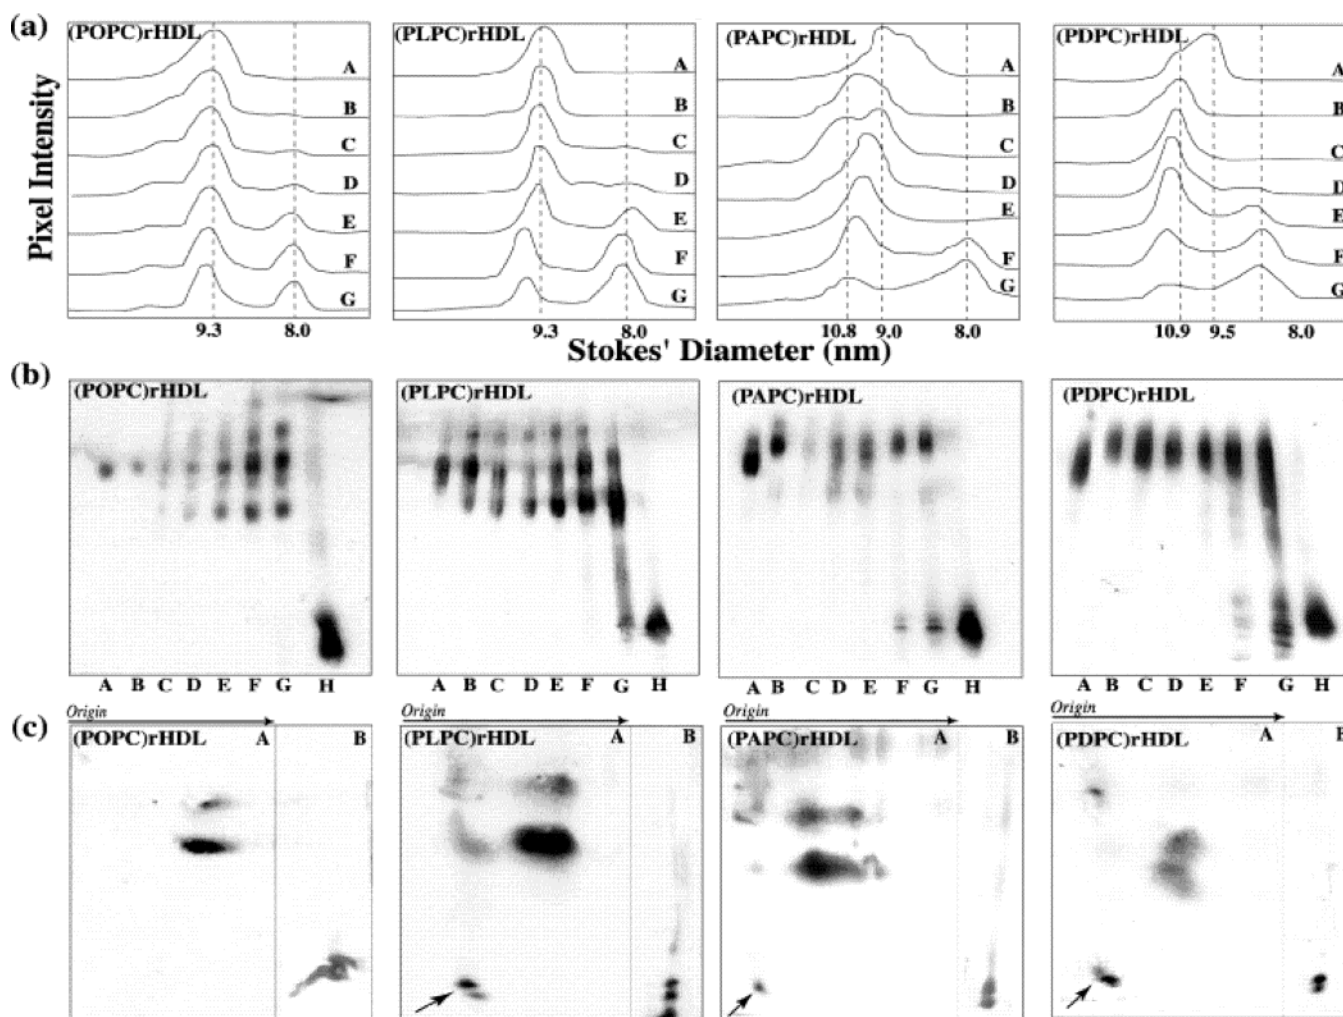 (a)
(POPC)rHDL
A
B
C
D
E
F
G
9.3 8.0
(PLPC)rHDL
A
B
C
D
E
F
G
9.3 8.0
(PAPC)rHDL
A
B
C
D
E
F
G
10.8 9.0 8.0
(PDPC)rHDL
A
B
C
D
E
F
G
10.9 9.5 8.0
Pixel Intensity
Stokes' Diameter (nm)
(b)
(POPC)rHDL
A B C D E F G H
(PLPC)rHDL
A B C D E F G H
(PAPC)rHDL
A B C D E F G H
(PDPC)rHDL
A B C D E F G H
(c)
Origin
(POPC)rHDL A B
Origin
(PLPC)rHDL A B
Origin
(PAPC)rHDL A B
Origin
(PDPC)rHDL A B